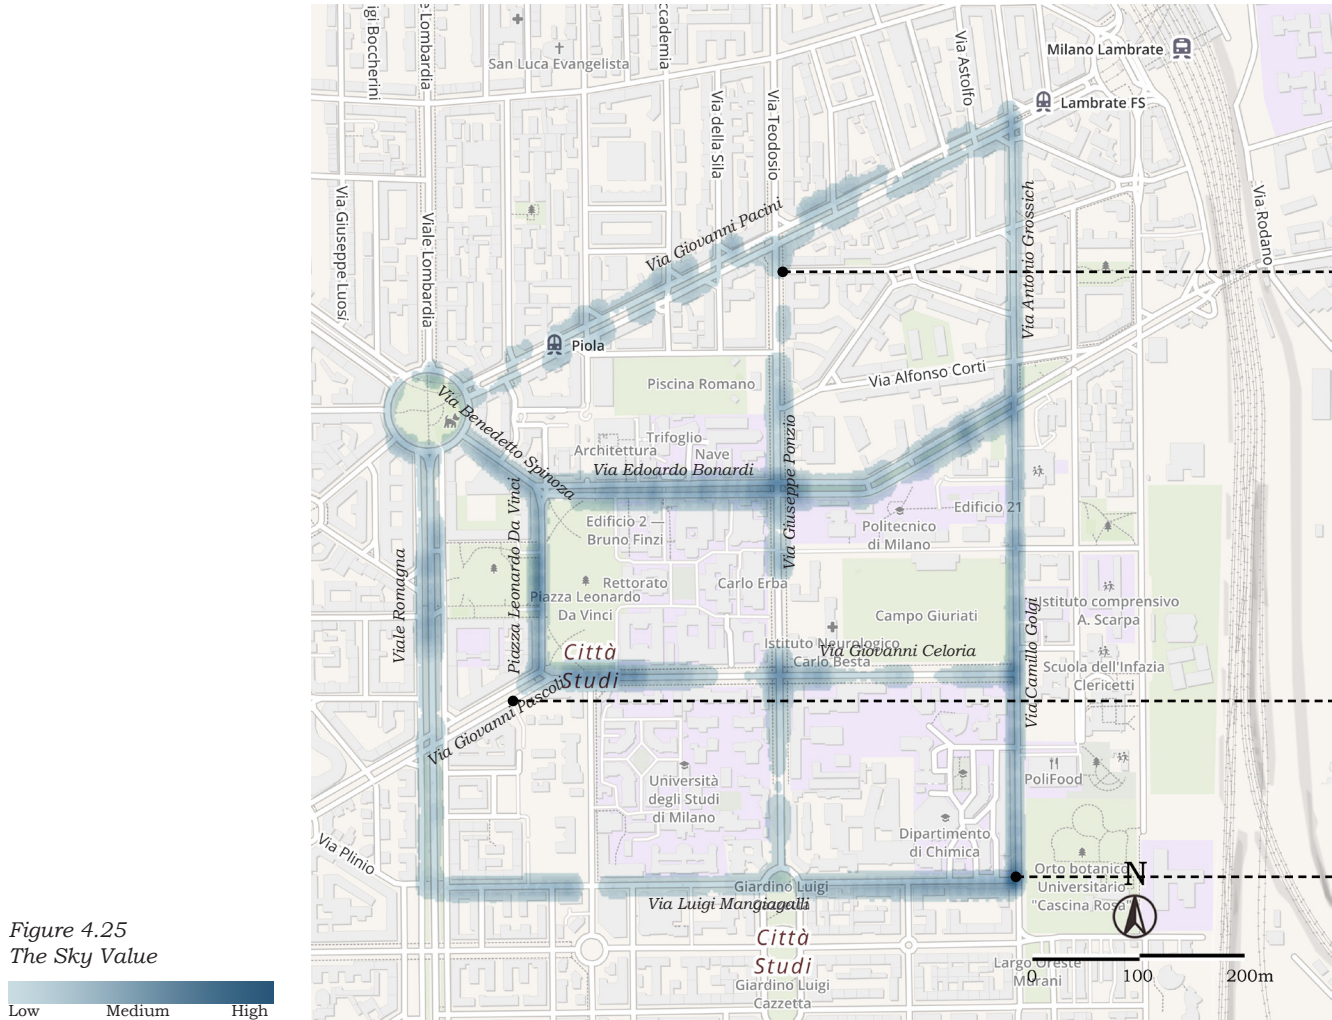 igi Boccherini
e Lombardia
ccademia
San Luca Evangelista
Via Astolfo
Milano Lambrate
Lambrate FS
Via della Sila
Via Teodosio
Via Giuseppe Luosi
Viale Lombardia
Via Giovanni Pacini
Via Antonio Grossich
Via Rodano
Piola
Via Alfonso Corti
Piscina Romano
Via Benedetto Spinoza
Trifoglio
Architettura
Nave
Via Edoardo Bonardi
Via Giuseppe Ponzio
Edificio 2 —
Bruno Finzi
Edificio 21
Politecnico
di Milano
Piazza Leonardo Da Vinci
Viale Romagna
Rettorato
Carlo Erba
Piazza Leonardo
Da Vinci
Campo Giuriati
Istituto comprensivo
A. Scarpa
Istituto Neurologico
Carlo Besta
Via Giovanni Celoria
Via Camillo Golgi
Città
Studi
Scuola dell'Infazia
Clericetti
Via Giovanni Pascoli
Università
degli Studi
di Milano
PoliFood
Dipartimento
di Chimica
Via Plinio
Giardino Luigi
Cazzetta
Via Luigi Mangiagalli
Orto botanico
Universitario
"Cascina Rosa"
N
Città
Studi
Giardino Luigi
Cazzetta
Largo Oreste
Murani
0 100 200m
Figure 4.25
The Sky Value
Low Medium High